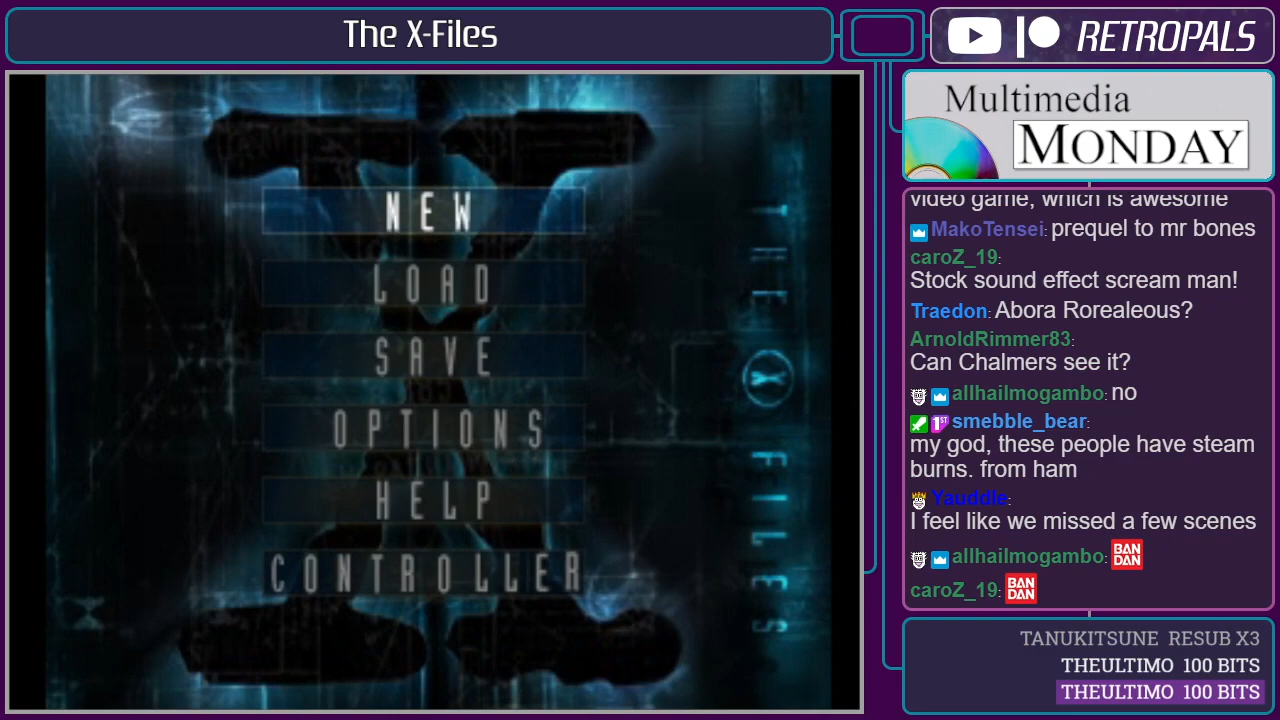 The X-Files
RETROPALS
Multimedia
MONDAY
NEW
LOAD
SAVE
OPTIONS
HELP
CONTROLLER
THE X FILES
video game, which is awesome
MakoTensei: prequel to mr bones
caroZ_19:
Stock sound effect scream man!
Traedon: Abora Rorealeous?
ArnoldRimmer83:
Can Chalmers see it?
allhailmogambo: no
1ST smebble_bear:
my god, these people have steam
burns. from ham
Yauddle:
I feel like we missed a few scenes
allhailmogambo: BAN
DAN
caroZ_19: BAN
DAN
TANUKITSUNE RESUB X3
THEULTIMO 100 BITS
THEULTIMO 100 BITS